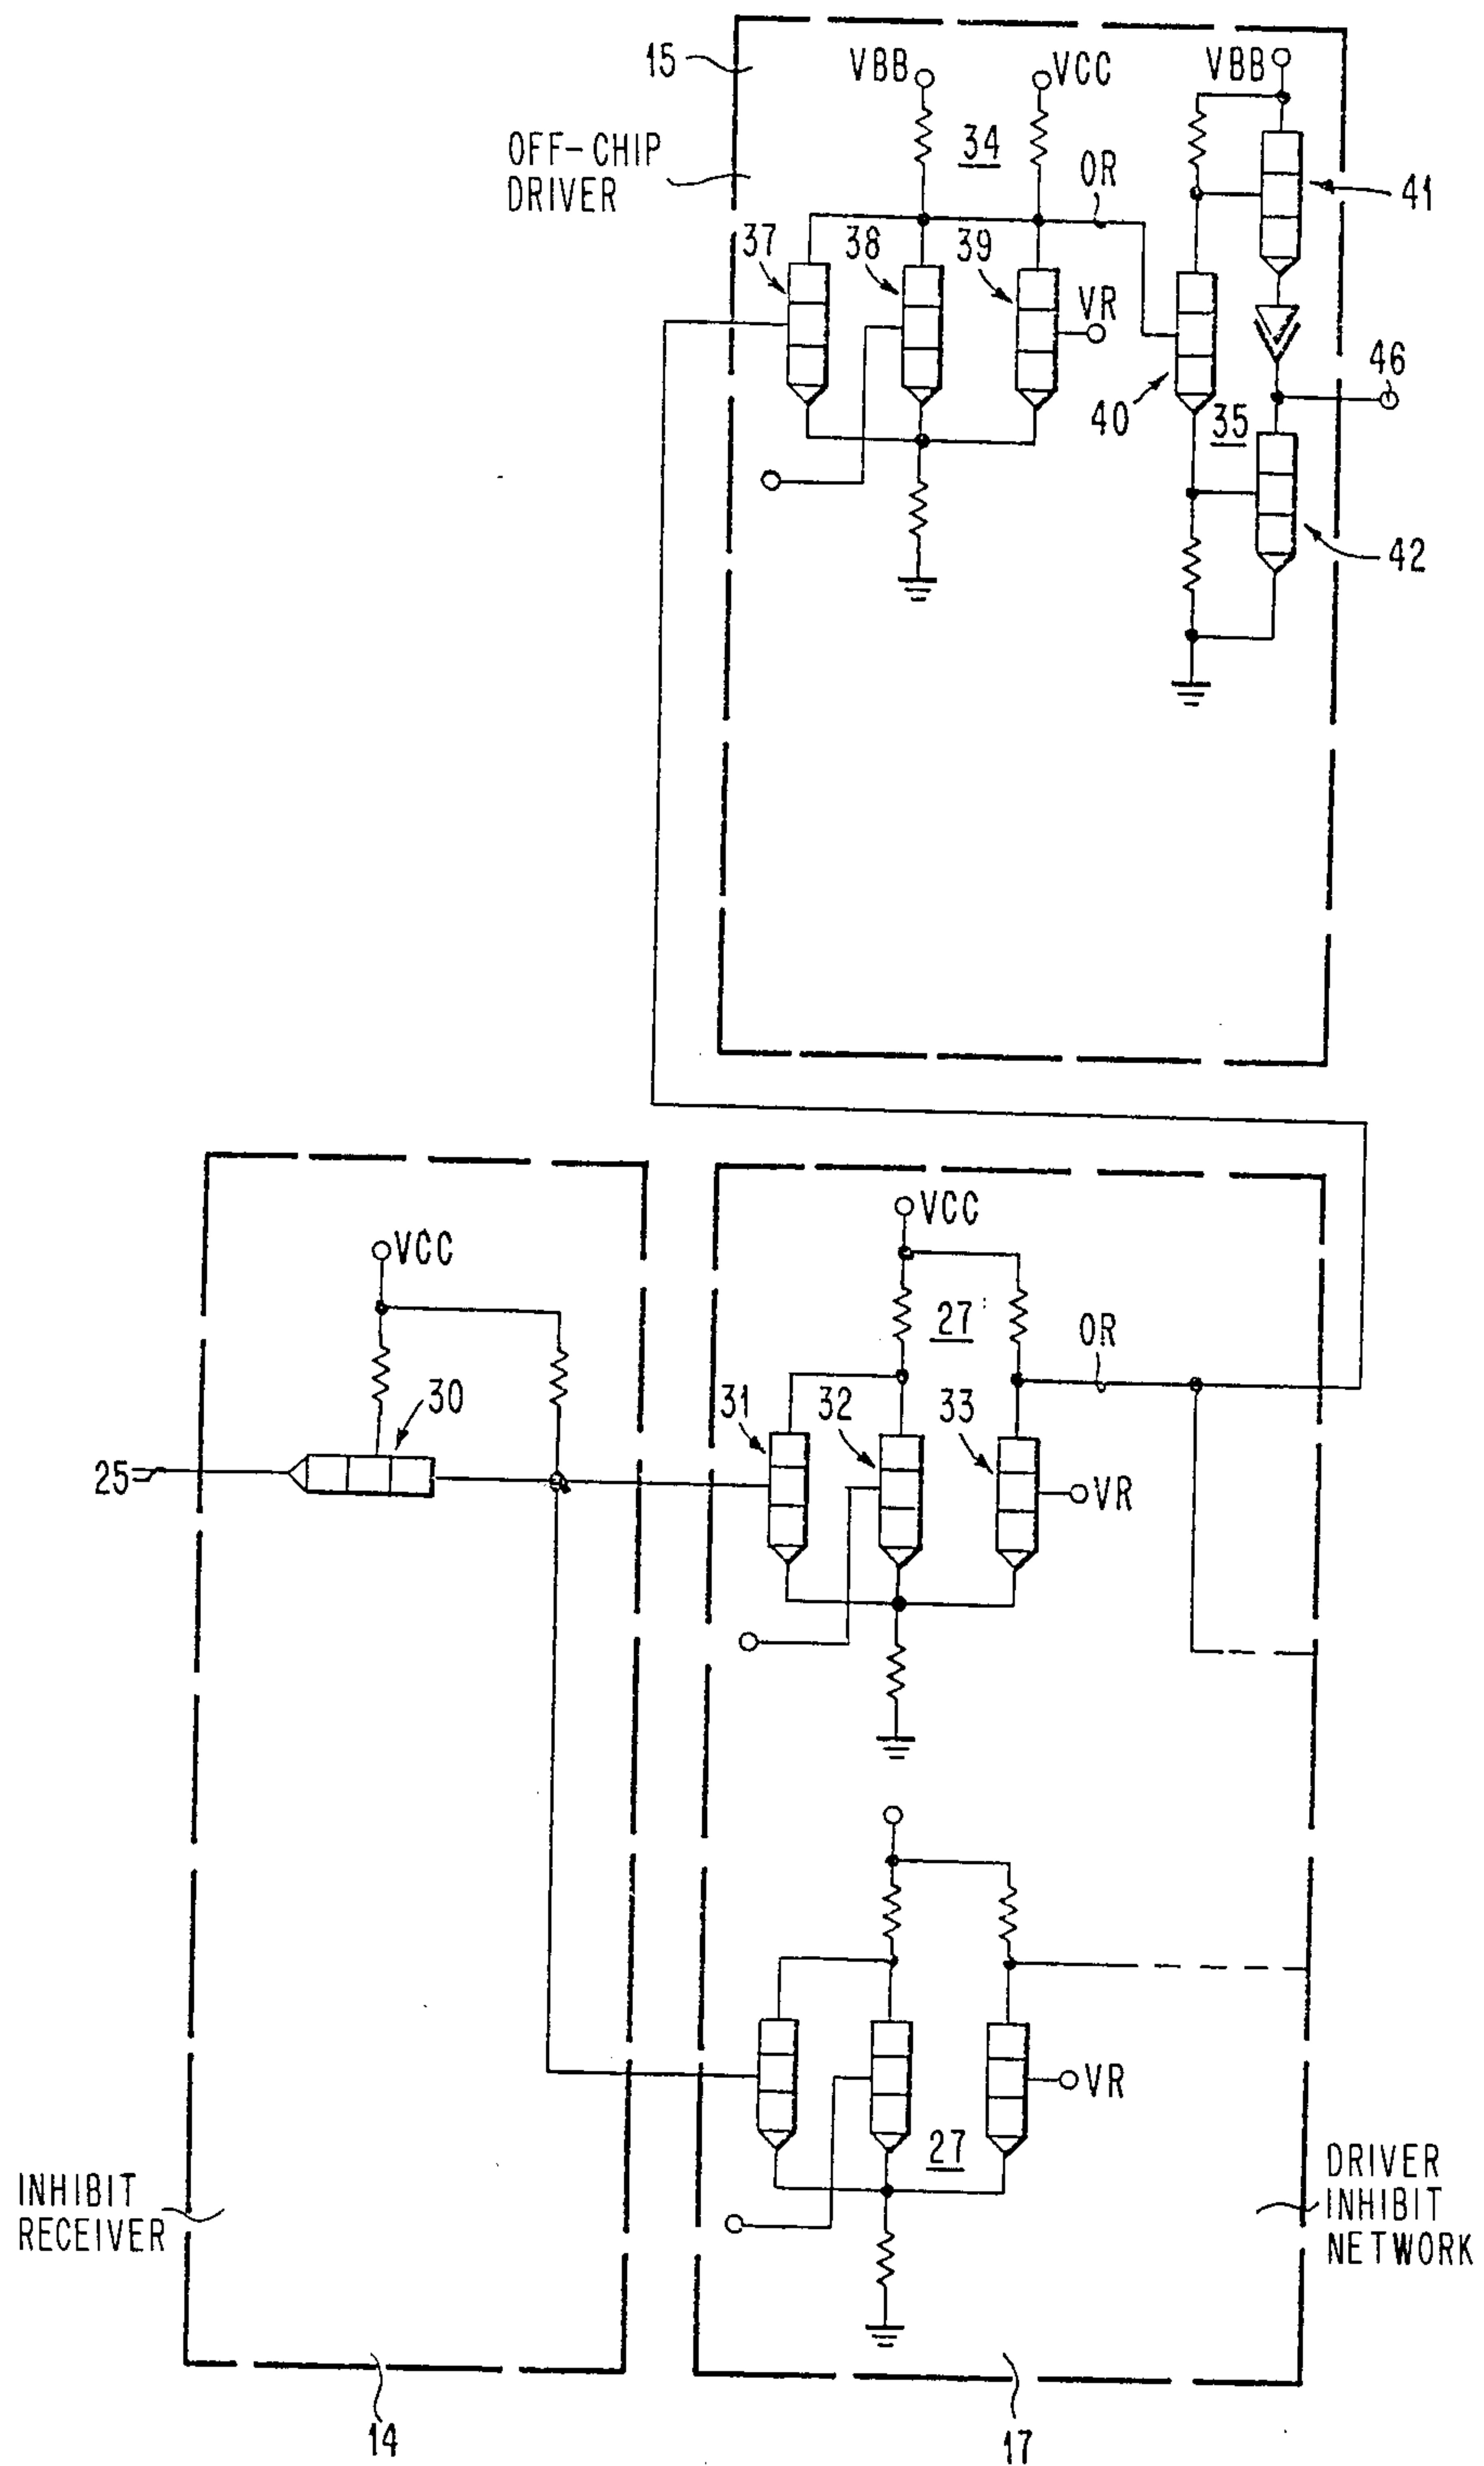 15
VBB
VCC
VBB
OFF-CHIP
DRIVER
34
OR
41
37
38
39
VR
46
40
35
42
VCC
VCC
27
OR
30
31
32
33
25
VR
VR
27
INHIBIT
RECEIVER
DRIVER
INHIBIT
NETWORK
14
17